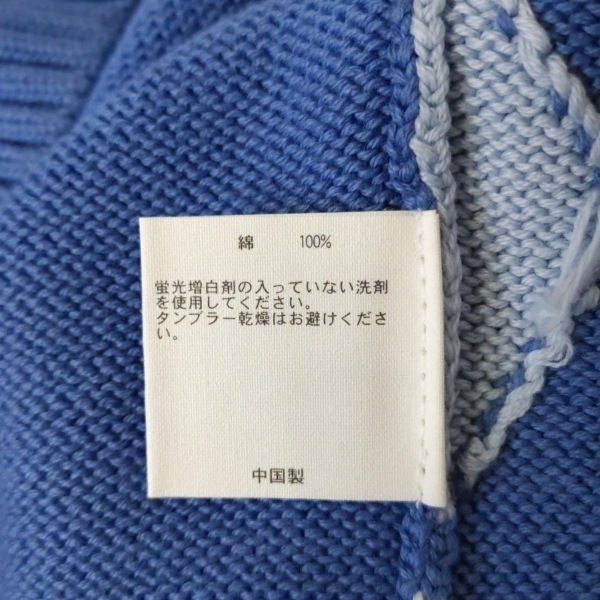 綿 100%
蛍光増白剤の入っていない洗剤
を使用してください。
タンブラー乾燥はお避けくださ
い。
中国製